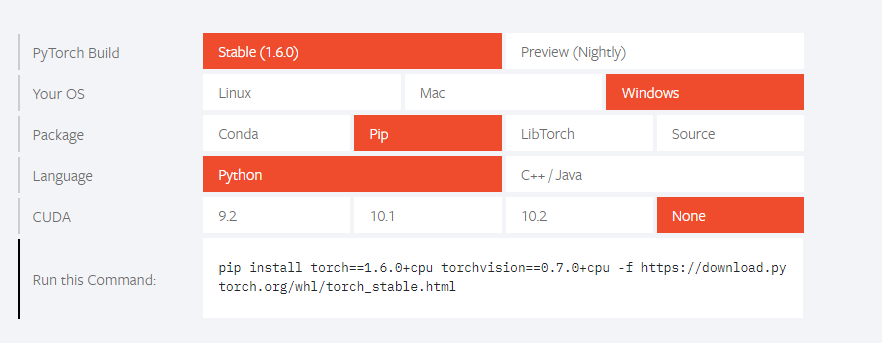 PyTorch Build Stable (1.6.0) Preview (Nightly)
Your OS Linux Mac Windows
Package Conda Pip LibTorch Source
Language Python C++ / Java
CUDA 9.2 10.1 10.2 None
Run this Command: pip install torch==1.6.0+cpu torchvision==0.7.0+cpu -f https://download.py
torch.org/whl/torch_stable.html